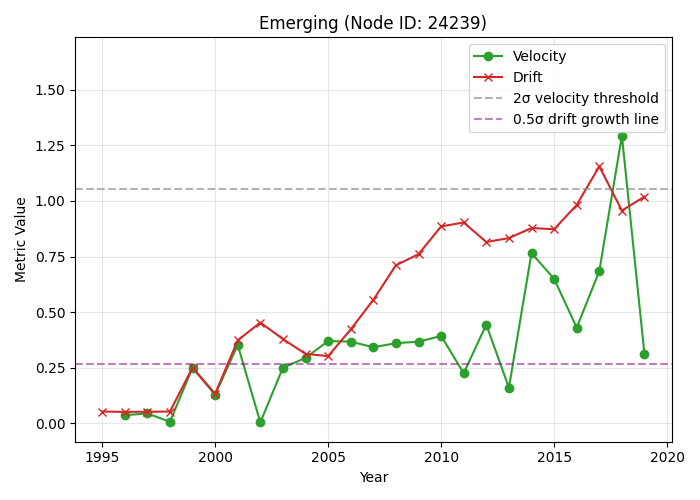 Emerging (Node ID: 24239)
Velocity
Drift
2σ velocity threshold
0.5σ drift growth line
Metric Value
1.50
1.25
1.00
0.75
0.50
0.25
0.00
1995
2000
2005
2010
2015
2020
Year